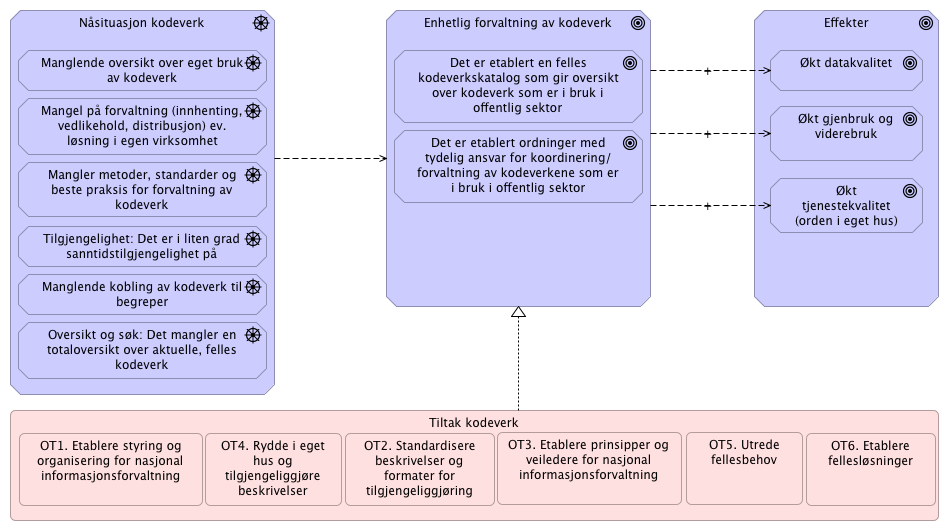 Nåsituasjon kodeverk
Manglende oversikt over eget bruk
av kodeverk
Mangel på forvaltning (innhenting,
vedlikehold, distribusjon) ev.
løsning i egen virksomhet
Mangler metoder, standarder og
beste praksis for forvaltning av
kodeverk
Tilgjengelighet: Det er i liten grad
sanntidstilgjengelighet på
Manglende kobling av kodeverk til
begreper
Oversikt og søk: Det mangler en
totaloversikt over aktuelle, felles
kodeverk
Enhetlig forvaltning av kodeverk
Det er etablert en felles
kodeverkskatalog som gir oversikt
over kodeverk som er i bruk i
offentlig sektor
Det er etablert ordninger med
tydelig ansvar for koordinering/
forvaltning av kodeverkene som er
i bruk i offentlig sektor
Effekter
Økt datakvalitet
Økt gjenbruk og
viderebruk
Økt
tjenestekvalitet
(orden i eget hus)
Tiltak kodeverk
OT1. Etablere styring og
organisering for nasjonal
informasjonsforvaltning
OT4. Rydde i eget
hus og
tilgjengeliggjøre
beskrivelser
OT2. Standardisere
beskrivelser og
formater for
tilgjengeliggjøring
OT3. Etablere prinsipper og
veiledere for nasjonal
informasjonsforvaltning
OT5. Utrede
fellesbehov
OT6. Etablere
fellesløsninger